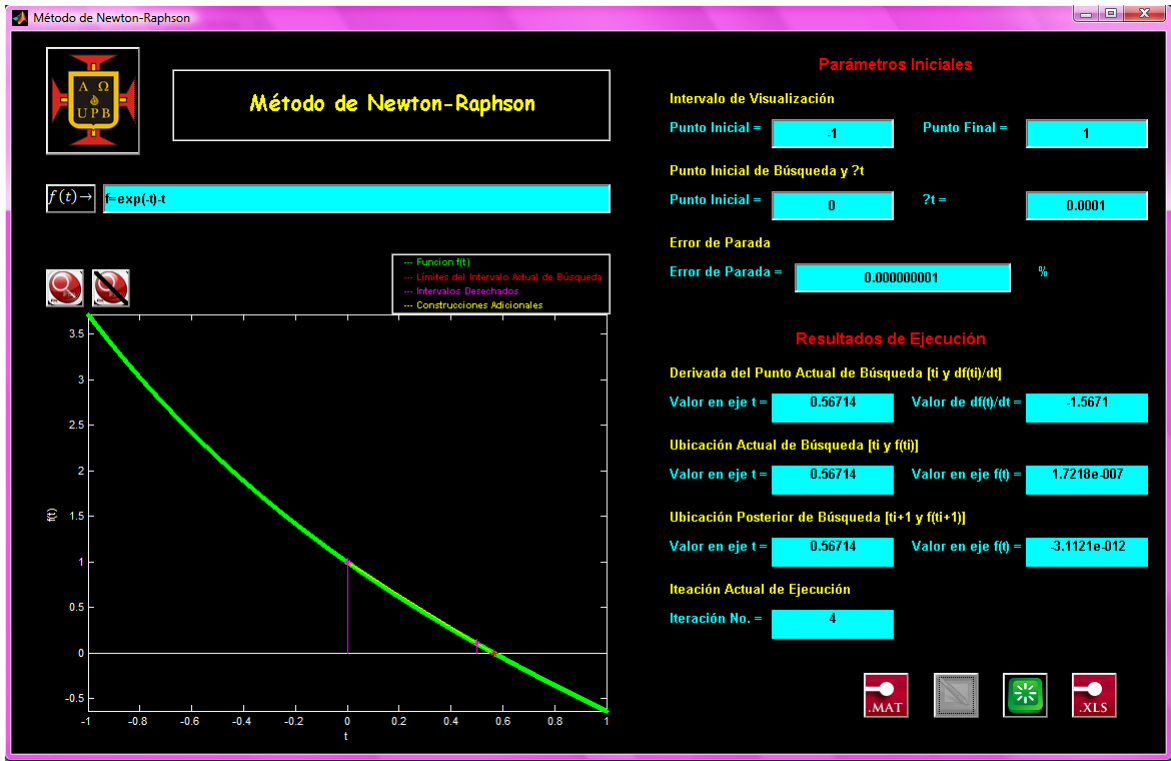 Método de Newton-Raphson
Α Ω
UPB
Método de Newton-Raphson
f(t)→ f=exp(-t)-t
--- Funcion f(t)
--- Límites del Intervalo Actual de Búsqueda
--- Intervalos Desechados
--- Construcciones Adicionales
3.5
3
2.5
2
1.5
1
0.5
0
-0.5
f(t)
-1 -0.8 -0.6 -0.4 -0.2 0 0.2 0.4 0.6 0.8 1
t
Parámetros Iniciales
Intervalo de Visualización
Punto Inicial = -1 Punto Final = 1
Punto Inicial de Búsqueda y ?t
Punto Inicial = 0 ?t = 0.0001
Error de Parada
Error de Parada = 0.000000001 %
Resultados de Ejecución
Derivada del Punto Actual de Búsqueda [ti y df(ti)/dt]
Valor en eje t = 0.56714 Valor de df(t)/dt = -1.5671
Ubicación Actual de Búsqueda [ti y f(ti)]
Valor en eje t = 0.56714 Valor en eje f(t) = 1.7218e-007
Ubicación Posterior de Búsqueda [ti+1 y f(ti+1)]
Valor en eje t = 0.56714 Valor en eje f(t) = -3.1121e-012
Iteación Actual de Ejecución
Iteración No. = 4
.MAT .XLS